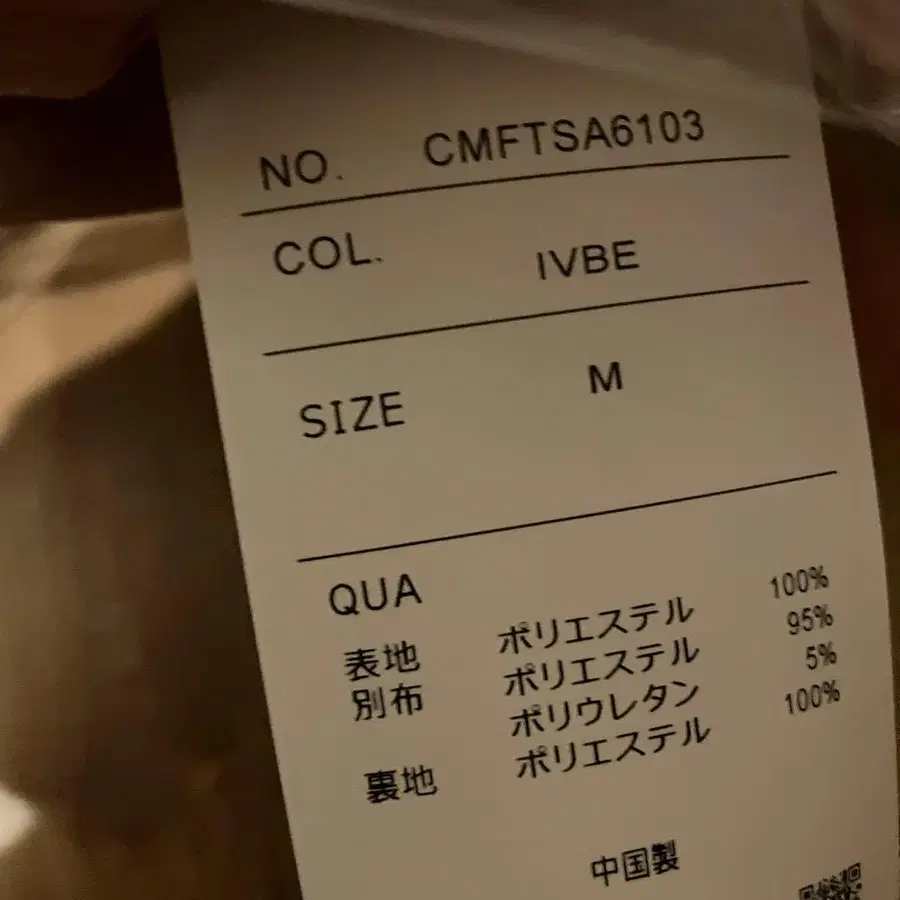 NO. CMFTSA6103
COL. IVBE
SIZE M
QUA
表地 ポリエステル 100%
別布 ポリエステル 95%
ポリウレタン 5%
裏地 ポリエステル 100%
中国製